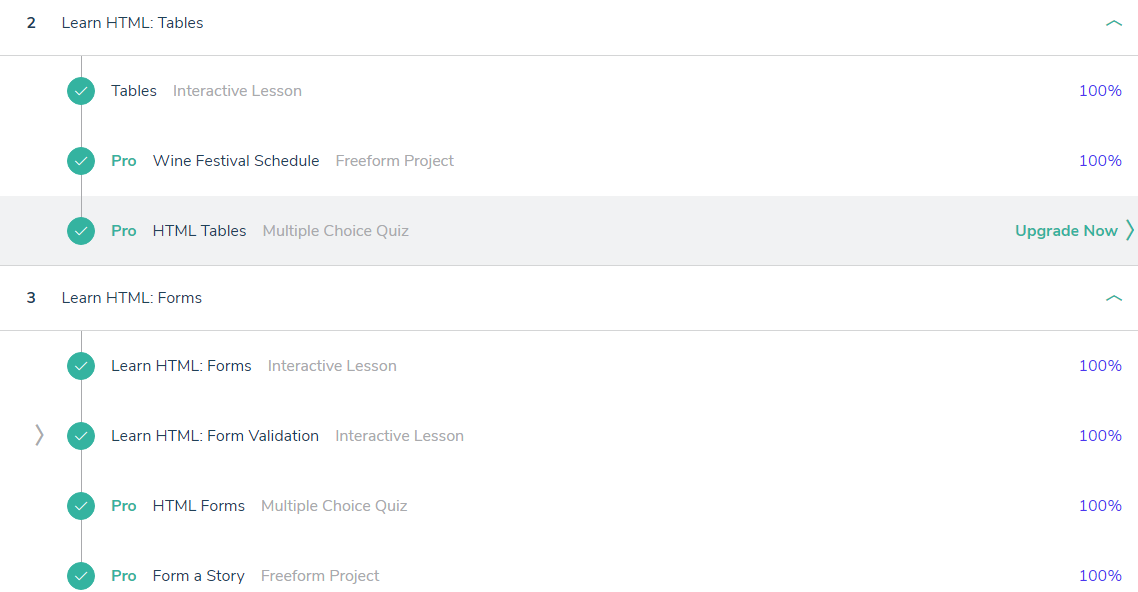 2 Learn HTML: Tables
Tables Interactive Lesson 100%
Pro Wine Festival Schedule Freeform Project 100%
Pro HTML Tables Multiple Choice Quiz Upgrade Now
3 Learn HTML: Forms
Learn HTML: Forms Interactive Lesson 100%
Learn HTML: Form Validation Interactive Lesson 100%
Pro HTML Forms Multiple Choice Quiz 100%
Pro Form a Story Freeform Project 100%